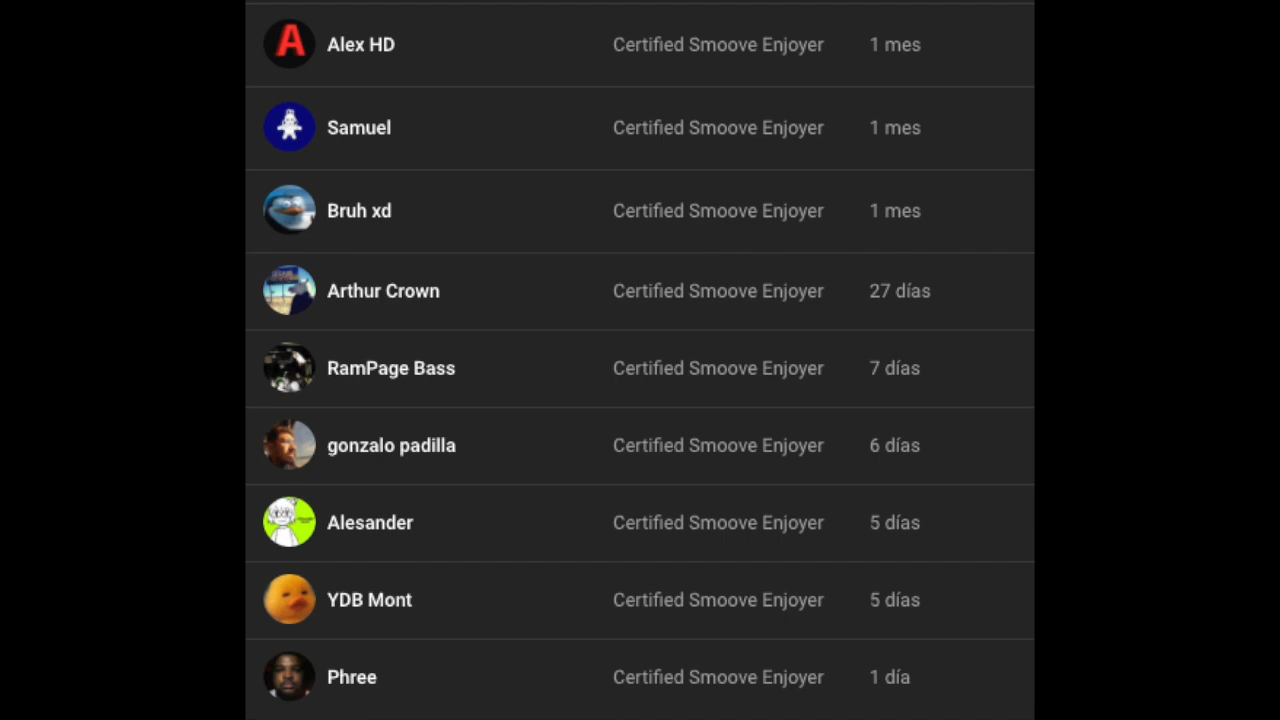 Alex HD Certified Smoove Enjoyer 1 mes
Samuel Certified Smoove Enjoyer 1 mes
Bruh xd Certified Smoove Enjoyer 1 mes
Arthur Crown Certified Smoove Enjoyer 27 días
RamPage Bass Certified Smoove Enjoyer 7 días
gonzalo padilla Certified Smoove Enjoyer 6 días
Alesander Certified Smoove Enjoyer 5 días
YDB Mont Certified Smoove Enjoyer 5 días
Phree Certified Smoove Enjoyer 1 día